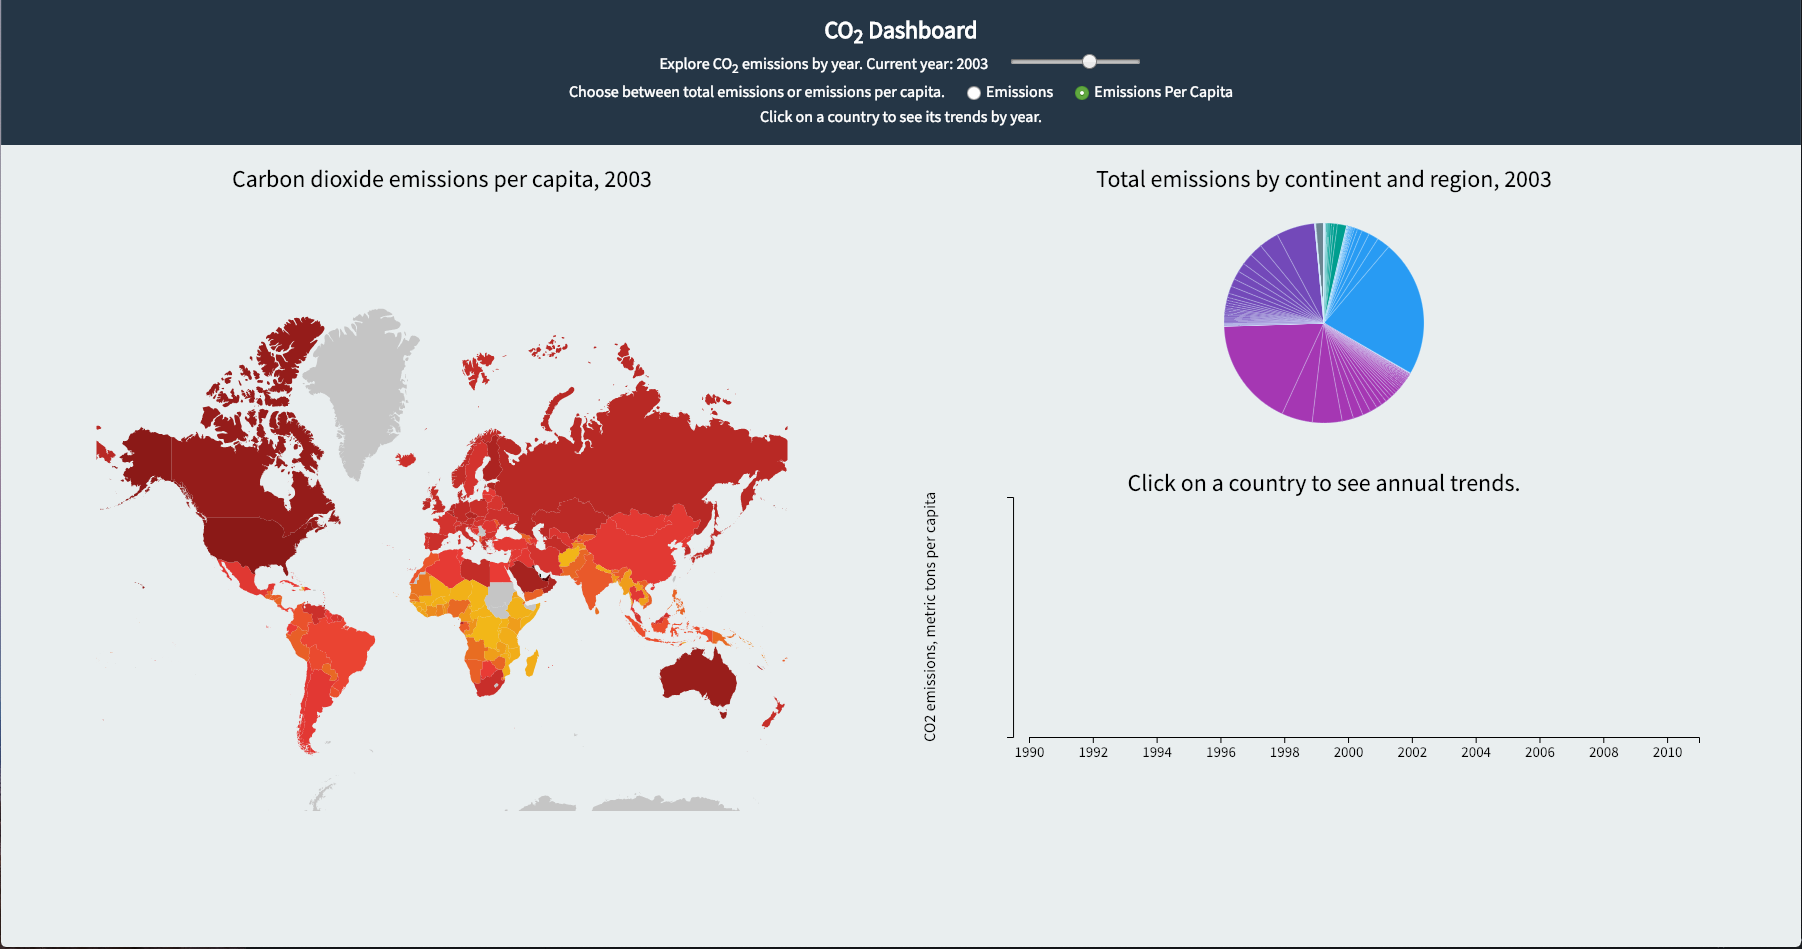 CO2 Dashboard
Explore CO2 emissions by year. Current year: 2003
Choose between total emissions or emissions per capita. Emissions Emissions Per Capita
Click on a country to see its trends by year.
Carbon dioxide emissions per capita, 2003
Total emissions by continent and region, 2003
Click on a country to see annual trends.
CO2 emissions, metric tons per capita
1990 1992 1994 1996 1998 2000 2002 2004 2006 2008 2010